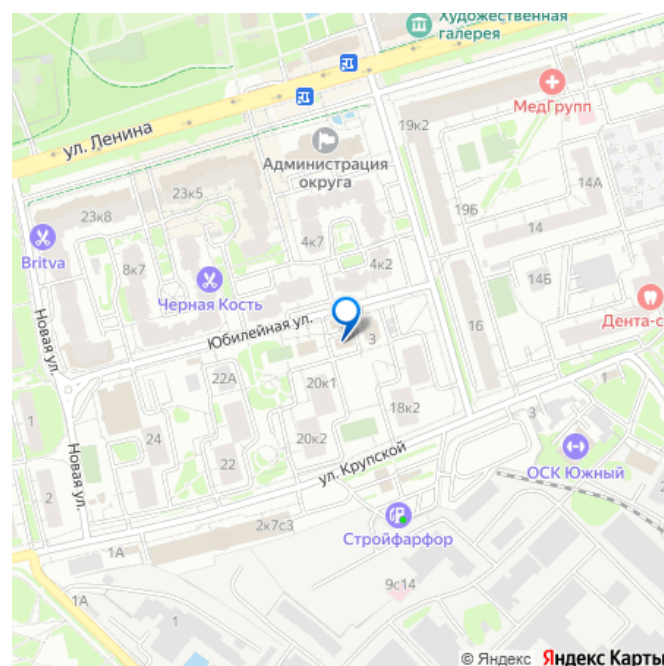 Художественная
галерея
МедГрупп
19к2
ул. Ленина
Администрация
округа
23к5
14А
23к8
19Б
Britva
4к7
14
8к7
4к2
14Б
Черная Кость
Дента-с
Новая ул.
Юбилейная ул.
3
16
22А
20к1
1
24
18к2
20к2
3
22
ул. Крупской
ОСК Южный
2
Новая ул.
2к7с3
Стройфарфор
1А
9с14
1А
1
© Яндекс Яндекс Карты